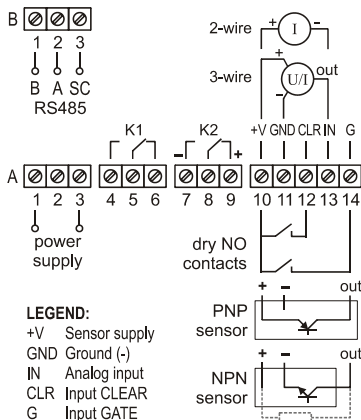 B
1 2 3
B A SC
RS485
2-wire + I -
3-wire + U/I out
-
K1 K2
+V GND CLR IN G
- +
A
1 2 3 4 5 6 7 8 9 10 11 12 13 14
power
supply
dry NO
contacts
+ - out
PNP
sensor
+ - out
NPN
sensor
LEGEND:
+V Sensor supply
GND Ground (-)
IN Analog input
CLR Input CLEAR
G Input GATE